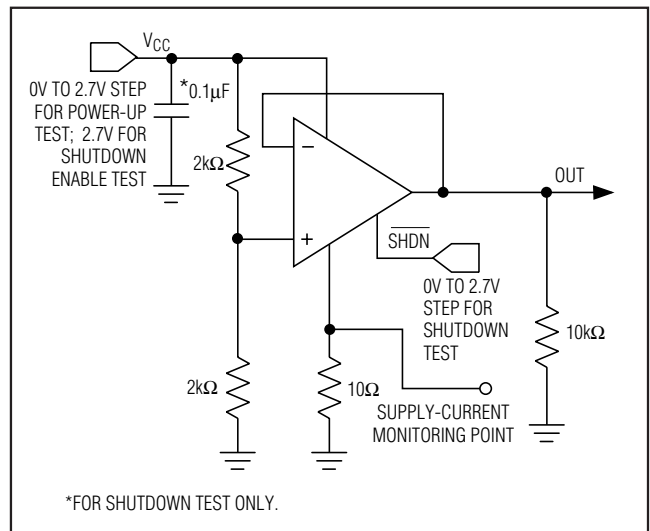 VCC
0V TO 2.7V STEP
FOR POWER-UP
TEST; 2.7V FOR
SHUTDOWN
ENABLE TEST
*0.1μF
2kΩ
−
+
SHDN
OUT
0V TO 2.7V
STEP FOR
SHUTDOWN
TEST
2kΩ
10Ω
10kΩ
SUPPLY-CURRENT
MONITORING POINT
*FOR SHUTDOWN TEST ONLY.